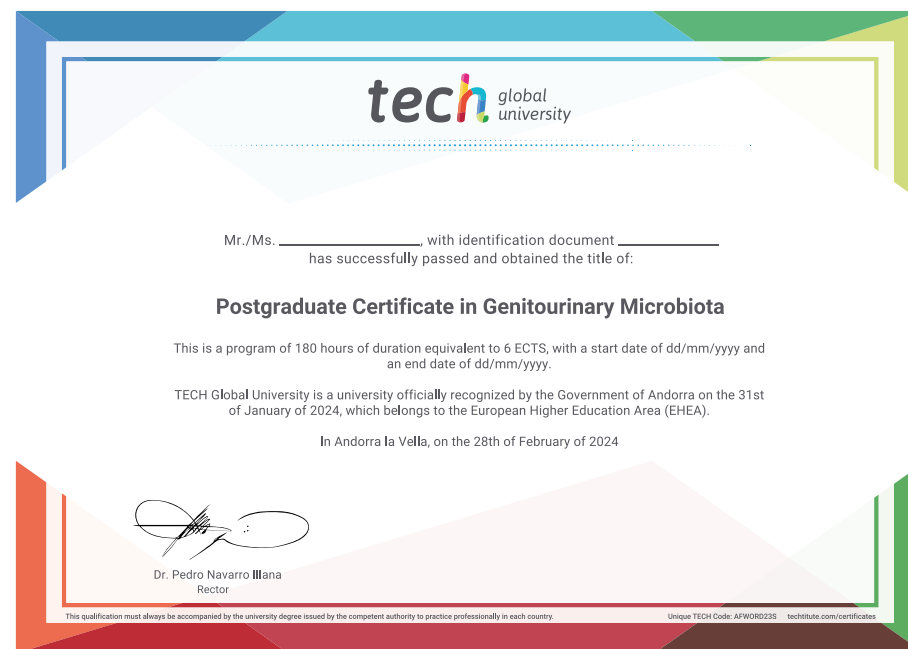 tech global university
Mr./Ms. ____________________, with identification document ______________
has successfully passed and obtained the title of:
Postgraduate Certificate in Genitourinary Microbiota
This is a program of 180 hours of duration equivalent to 6 ECTS, with a start date of dd/mm/yyyy and
an end date of dd/mm/yyyy.
TECH Global University is a university officially recognized by the Government of Andorra on the 31st
of January of 2024, which belongs to the European Higher Education Area (EHEA).
In Andorra la Vella, on the 28th of February of 2024
Dr. Pedro Navarro Illana
Rector
This qualification must always be accompanied by the university degree issued by the competent authority to practice professionally in each country.
Unique TECH Code: AFWORD23S techtitute.com/certificates